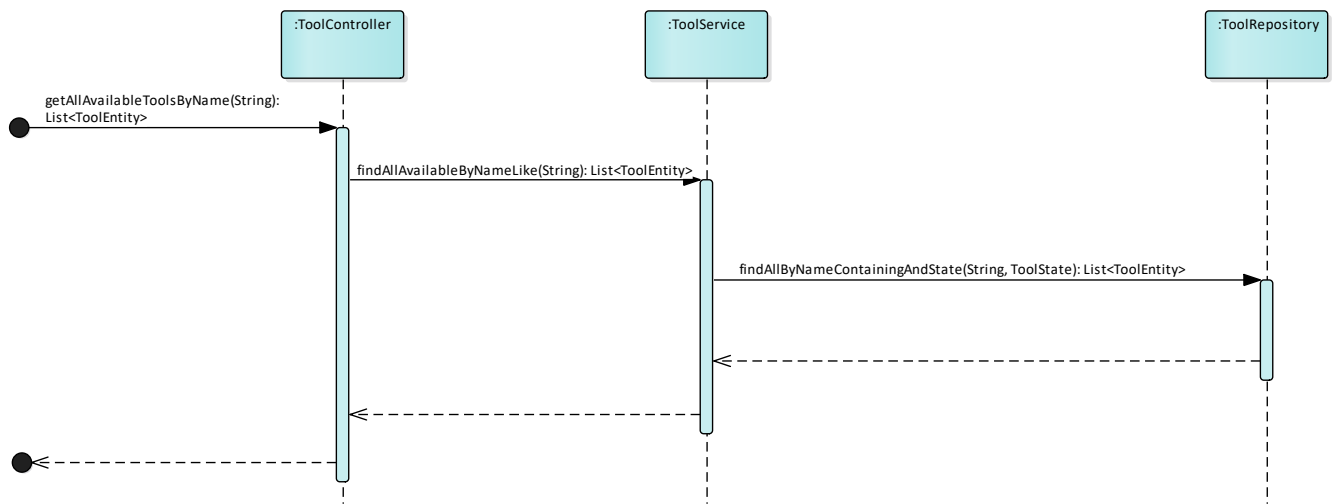 :ToolController
:ToolService
:ToolRepository
getAllAvailableToolsByName(String):
List<ToolEntity>
findAllAvailableByNameLike(String): List<ToolEntity>
findAllByNameContainingAndState(String, ToolState): List<ToolEntity>